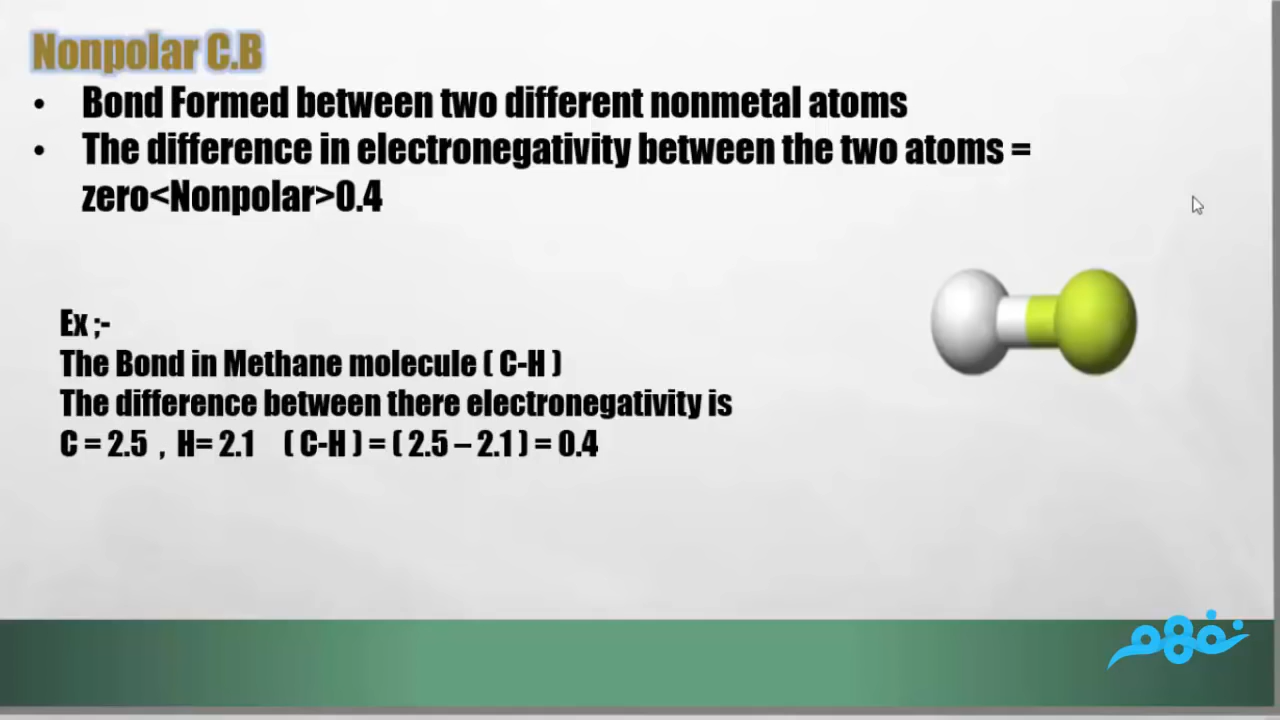 Nonpolar C.B
• Bond Formed between two different nonmetal atoms
• The difference in electronegativity between the two atoms =
zero<Nonpolar>0.4
Ex ;-
The Bond in Methane molecule ( C-H )
The difference between there electronegativity is
C = 2.5 , H= 2.1 ( C-H ) = ( 2.5 – 2.1 ) = 0.4
نفهم